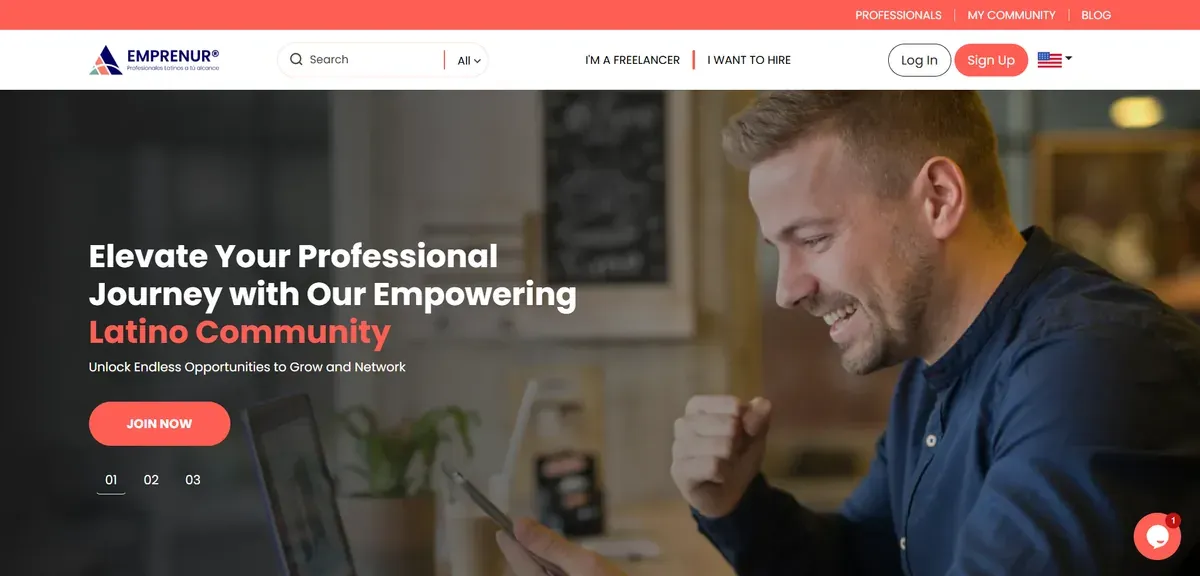 PROFESSIONALS MY COMMUNITY BLOG
EMPRENUR®
Profesionales Latinos a tú alcance
Search
All
I'M A FREELANCER
I WANT TO HIRE
Log In
Sign Up
Elevate Your Professional
Journey with Our Empowering
Latino Community
Unlock Endless Opportunities to Grow and Network
JOIN NOW
01 02 03
1